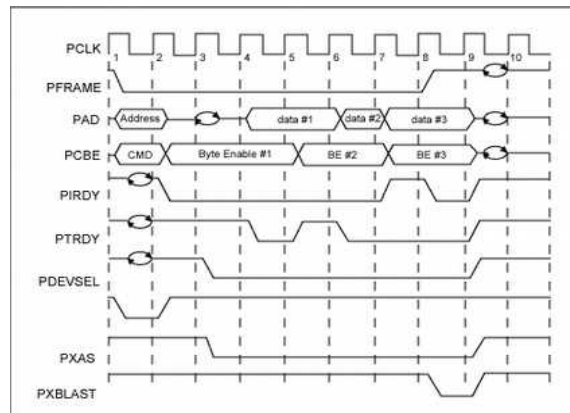 PCLK
1 2 3 4 5 6 7 8 9 10
PFRAME
PAD Address data #1 data #2 data #3
PCBE CMD Byte Enable #1 BE #2 BE #3
PIRDY
PTRDY
PDEVSEL
PXAS
PXBLAST